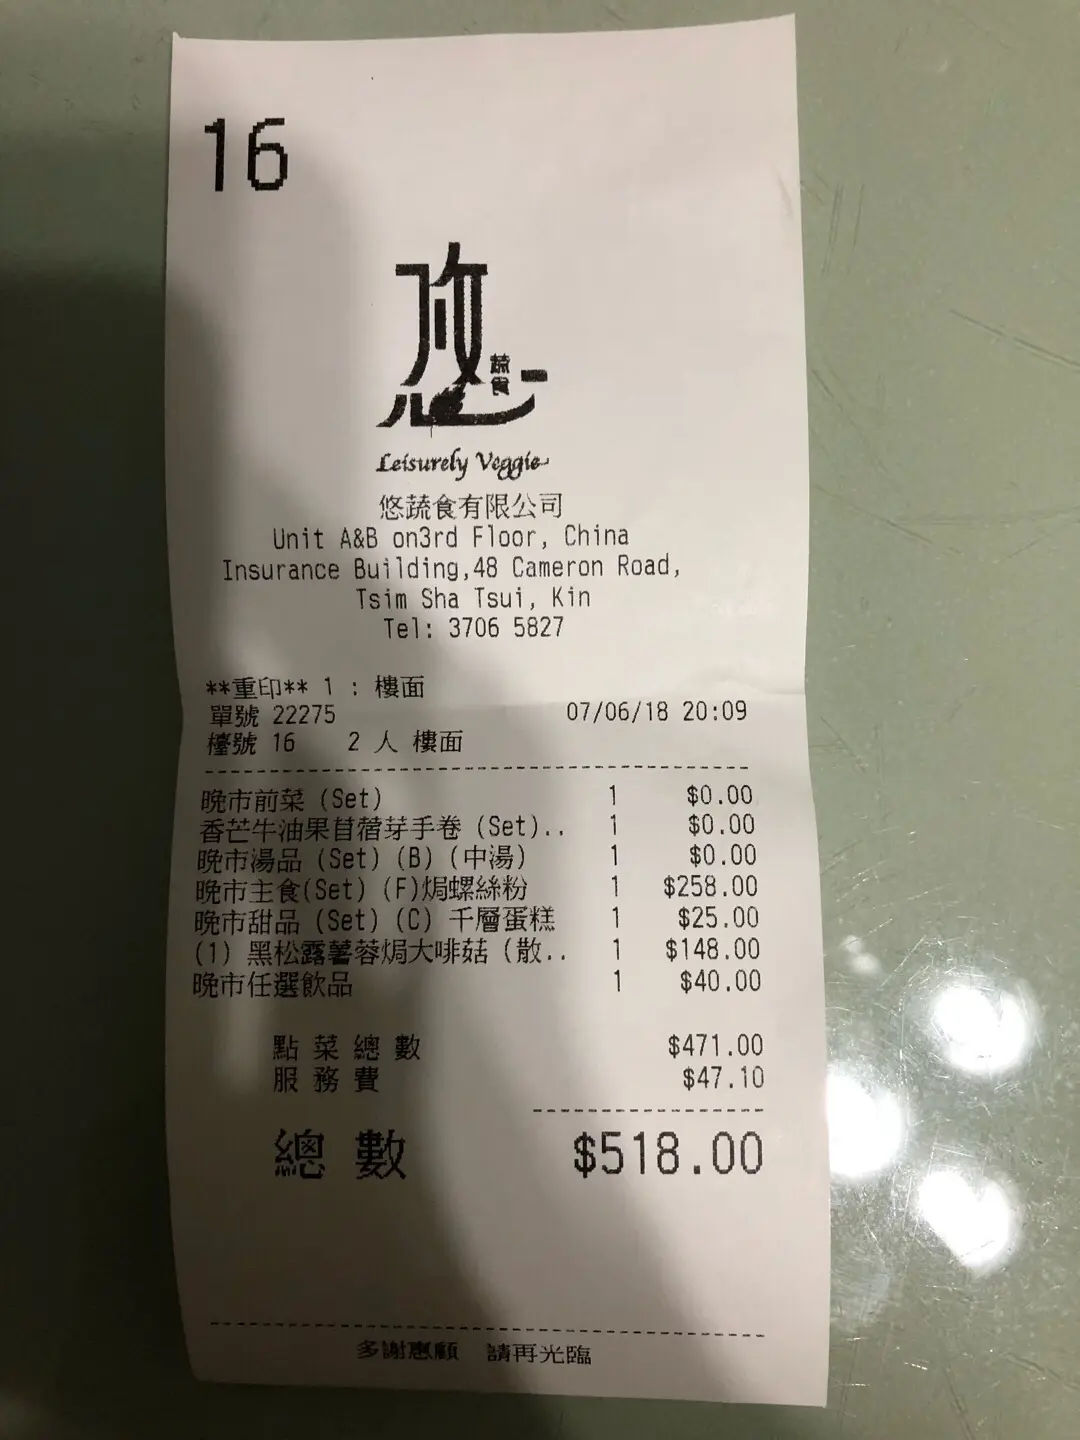 16
悠
蔬食
Leisurely Veggie
悠蔬食有限公司
Unit A&B on3rd Floor, China
Insurance Building,48 Cameron Road,
Tsim Sha Tsui, Kin
Tel: 3706 5827
**重印** 1 : 樓面
單號 22275 07/06/18 20:09
檯號 16 2 人 樓面
晚市前菜 (Set) 1 $0.00
香芒牛油果苜蓿芽手卷 (Set).. 1 $0.00
晚市湯品 (Set) (B) (中湯) 1 $0.00
晚市主食(Set) (F)焗螺絲粉 1 $258.00
晚市甜品 (Set) (C) 千層蛋糕 1 $25.00
(1) 黑松露薯蓉焗大啡菇 (散.. 1 $148.00
晚市任選飲品 1 $40.00
點菜總數 $471.00
服務費 $47.10
總數 $518.00
多謝惠顧 請再光臨